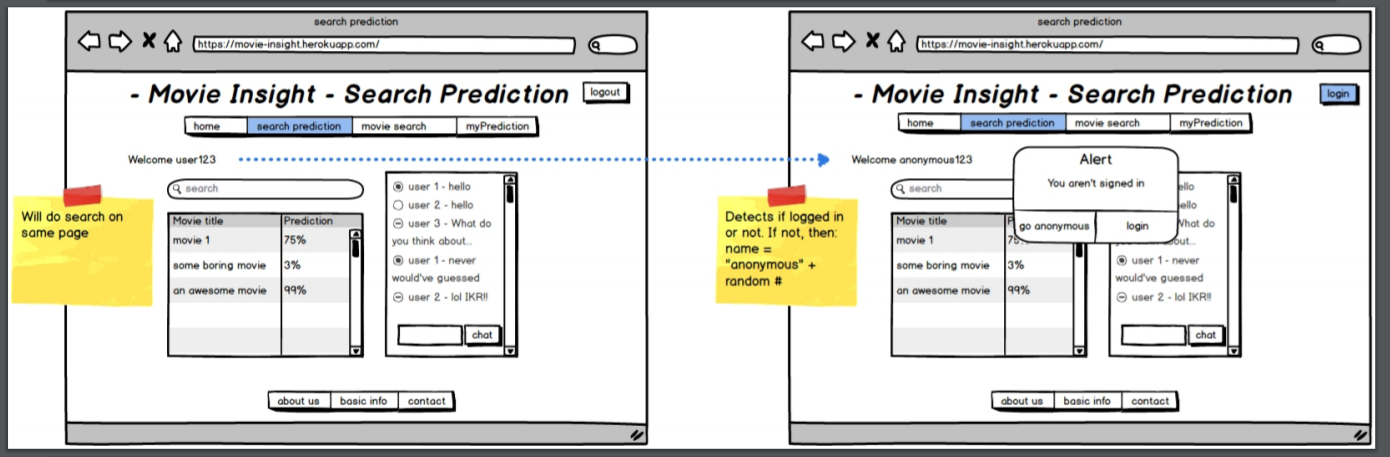 search prediction
https://movie-insight.herokuapp.com/
- Movie Insight - Search Prediction
logout
home search prediction movie search myPrediction
Welcome user123
Will do search on
same page
search
Movie title Prediction
movie 1 75%
some boring movie 3%
an awesome movie 99%
user 1 - hello
user 2 - hello
user 3 - What do
you think about...
user 1 - never
would've guessed
user 2 - lol IKR!!
chat
about us basic info contact
search prediction
https://movie-insight.herokuapp.com/
- Movie Insight - Search Prediction
login
home search prediction movie search myPrediction
Welcome anonymous123
Detects if logged in
or not. If not, then:
name =
"anonymous" +
random #
Alert
You aren't signed in
go anonymous login
search
Movie title
movie 1
some boring movie 3%
an awesome movie 99%
user 1 - never
would've guessed
user 2 - lol IKR!!
chat
about us basic info contact